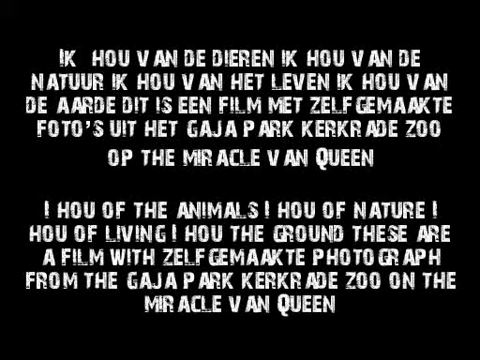 Ik hou van de dieren ik hou van de
natuur ik hou van het leven ik hou van
de aarde dit is een film met zelfgemaakte
foto's uit het gaja park kerkrade zoo
op the miracle van Queen
I hou of the animals I hou of nature I
hou of living I hou the ground these are
a film with zelfgemaakte photograph
from the gaja park kerkrade zoo on the
miracle van Queen